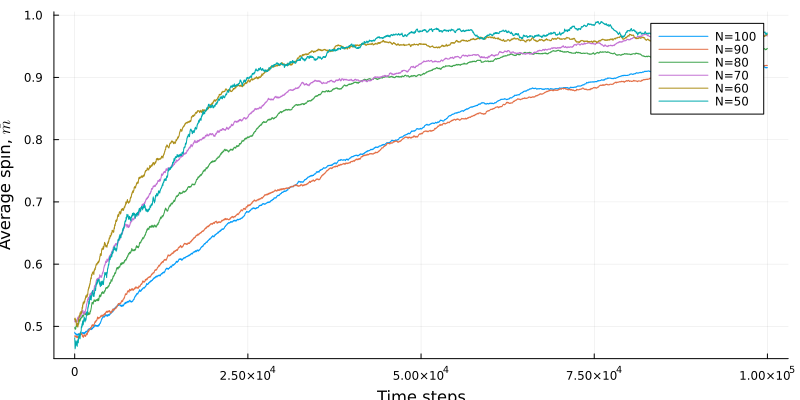 1.0
0.9
0.8
0.7
0.6
0.5
Average spin, m̄
N=100
N=90
N=80
N=70
N=60
N=50
0 2.50×10⁴ 5.00×10⁴ 7.50×10⁴ 1.00×10⁵
Time steps